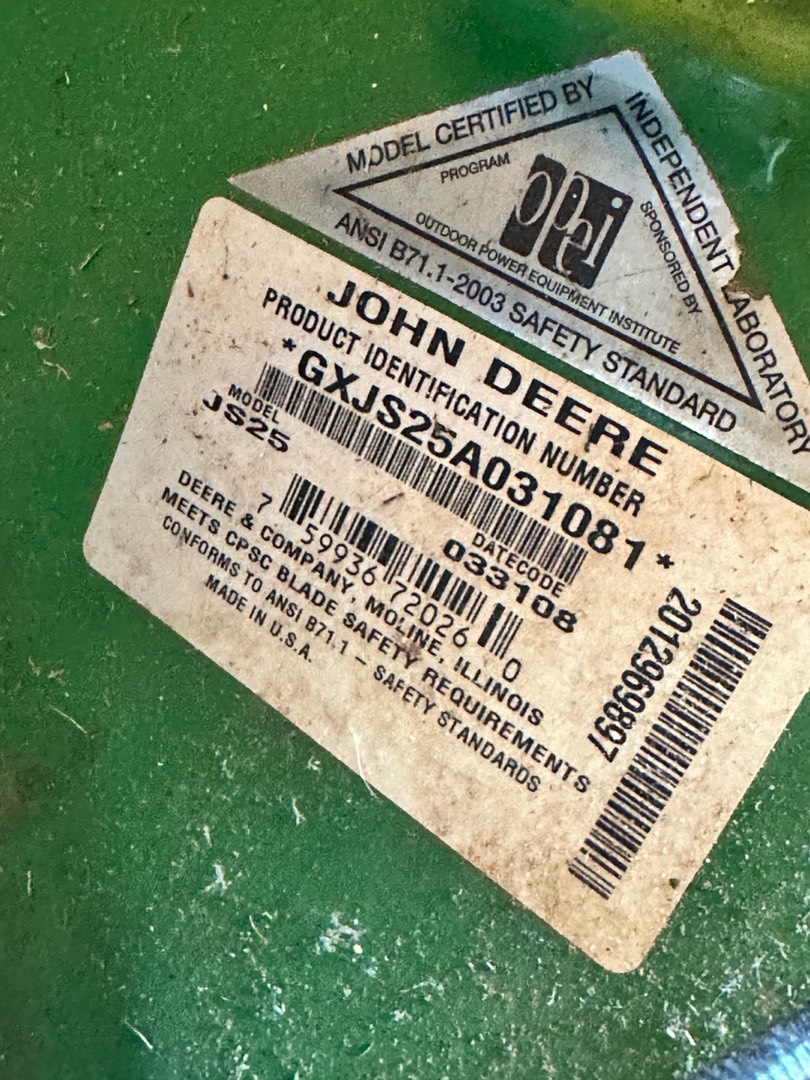 MODEL CERTIFIED BY
INDEPENDENT LABORATORY
ANSI B71.1-2003 SAFETY STANDARD
PROGRAM
SPONSORED BY
OUTDOOR POWER EQUIPMENT INSTITUTE
opei
JOHN DEERE
PRODUCT IDENTIFICATION NUMBER
*GXJS25A031081*
MODEL
JS25
DATECODE
033108
7 59936 72026 0
DEERE & COMPANY, MOLINE, ILLINOIS
MEETS CPSC BLADE SAFETY REQUIREMENTS
CONFORMS TO ANSI B71.1 - SAFETY STANDARDS
MADE IN U.S.A.
2012969897